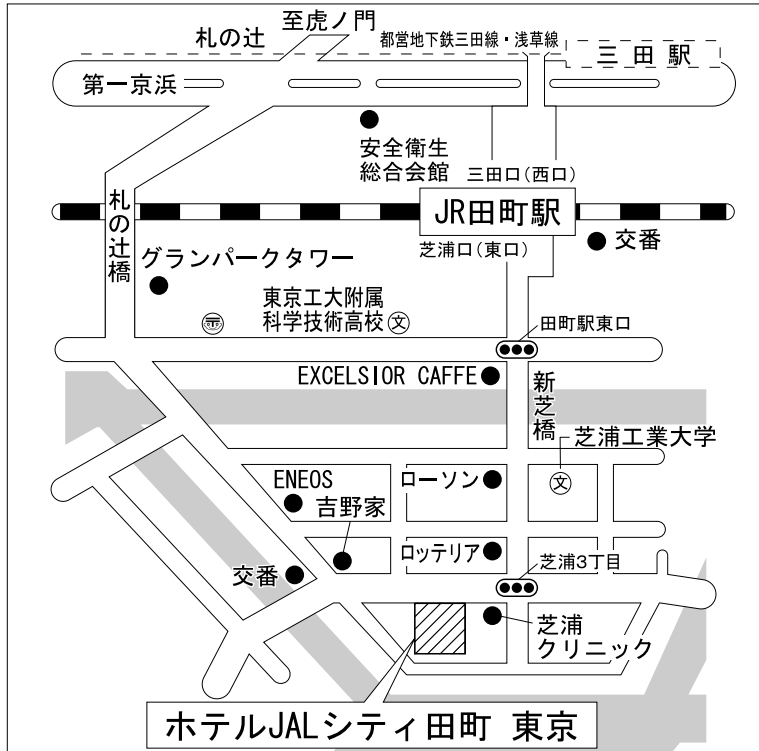 至虎ノ門
札の辻
都営地下鉄三田線・浅草線
三田駅
第一京浜
安全衛生
総合会館
三田口(西口)
札の辻橋
JR田町駅
芝浦口(東口)
交番
グランパークタワー
東京工大附属
科学技術高校
文
田町駅東口
EXCELSIOR CAFFE
新芝橋
芝浦工業大学
文
ENEOS
ローソン
吉野家
ロッテリア
芝浦3丁目
交番
芝浦
クリニック
ホテルJALシティ田町 東京